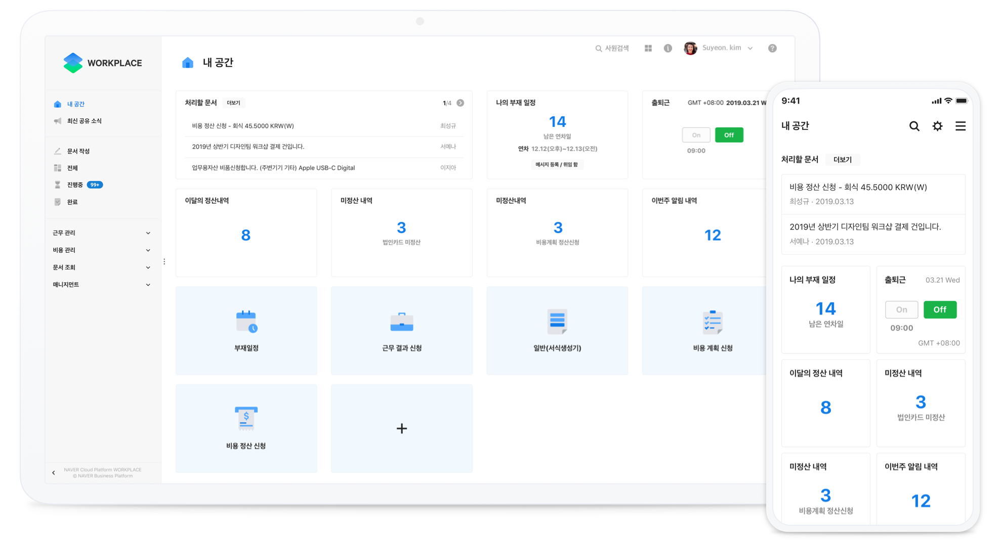 WORKPLACE
내 공간
최신 공유 소식
문서 작성
전체
진행중 99+
완료
근무 관리
비용 관리
문서 조회
매니지먼트
NAVER Cloud Platform WORKPLACE
© NAVER Business Platform
내 공간
사원검색
Suyeon. kim
처리할 문서 더보기 1/4
비용 정산 신청 - 회식 45.5000 KRW(W) 최성규
2019년 상반기 디자인팀 워크샵 결제 건입니다. 서예나
업무용자산 비품신청합니다. (주변기기 기타) Apple USB-C Digital 이지아
나의 부재 일정
14
남은 연차일
연차 12.12(오후)~12.13(오전)
메시지 등록 / 위임 함
출퇴근 GMT +08:00 2019.03.21 W
On Off
09:00
이달의 정산내역
8
미정산 내역
3
법인카드 미정산
미정산내역
3
비용계획 정산신청
이번주 알림 내역
12
부재일정
근무 결과 신청
일반(서식생성기)
비용 계획 신청
$
비용 정산 신청
9:41
내 공간
처리할 문서 더보기
비용 정산 신청 - 회식 45.5000 KRW(W)
최성규 · 2019.03.13
2019년 상반기 디자인팀 워크샵 결제 건입니다.
서예나 · 2019.03.13
나의 부재 일정
14
남은 연차일
출퇴근 03.21 Wed
On Off
09:00
GMT +08:00
이달의 정산 내역
8
미정산 내역
3
법인카드 미정산
미정산 내역
3
비용계획 정산신청
이번주 알림 내역
12